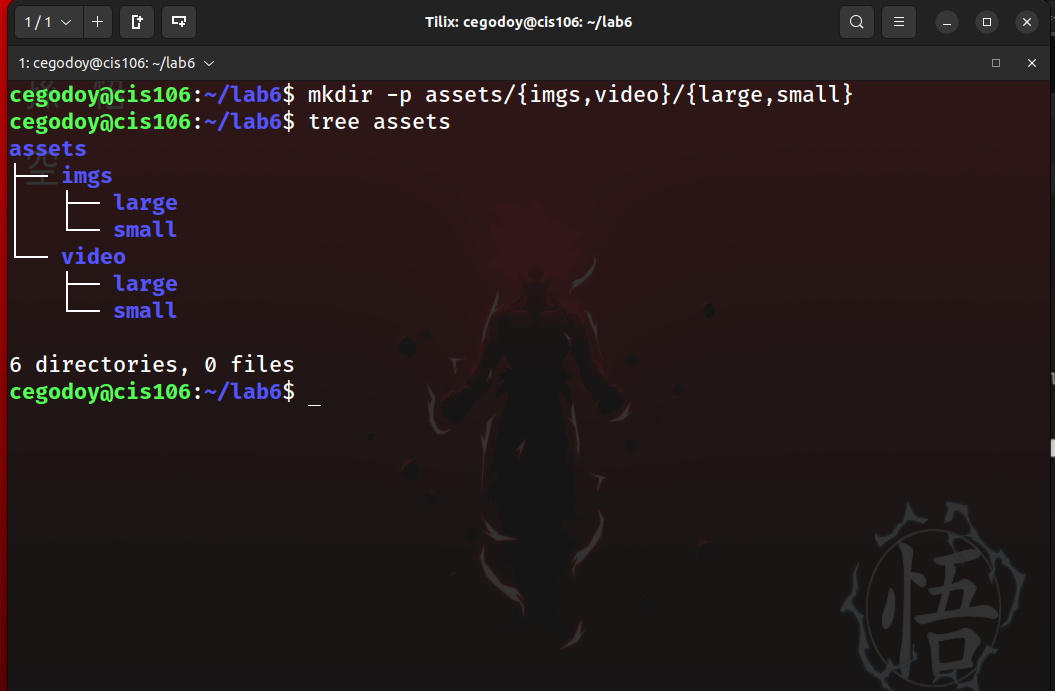 1 / 1
Tilix: cegodoy@cis106: ~/lab6
1: cegodoy@cis106: ~/lab6
cegodoy@cis106:~/lab6$ mkdir -p assets/{imgs,video}/{large,small}
cegodoy@cis106:~/lab6$ tree assets
assets
├── imgs
│   ├── large
│   └── small
└── video
    ├── large
    └── small
6 directories, 0 files
cegodoy@cis106:~/lab6$ _
悟